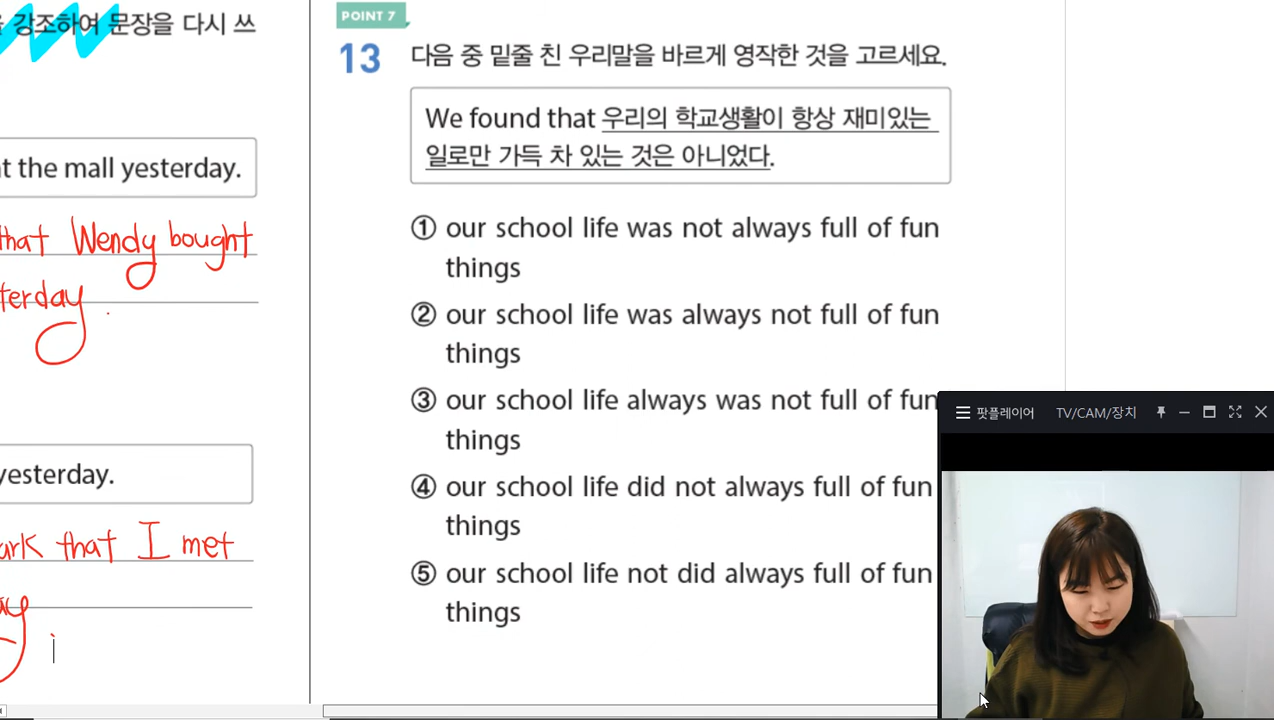 강조하여 문장을 다시 쓰
at the mall yesterday.
that Wendy bought
terday.
yesterday.
ark that I met
ay
POINT 7
13 다음 중 밑줄 친 우리말을 바르게 영작한 것을 고르세요.
We found that 우리의 학교생활이 항상 재미있는
일로만 가득 차 있는 것은 아니었다.
① our school life was not always full of fun
things
② our school life was always not full of fun
things
③ our school life always was not full of fun
things
④ our school life did not always full of fun
things
⑤ our school life not did always full of fun
things
팟플레이어 TV/CAM/장치